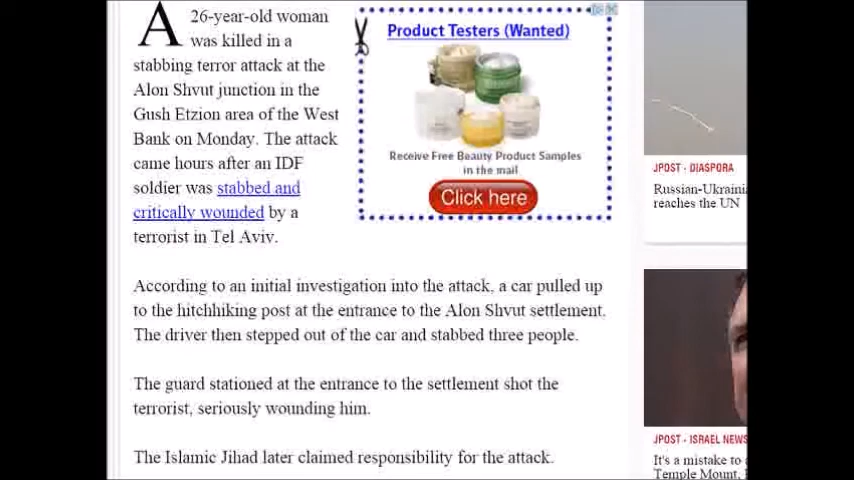 A 26-year-old woman
was killed in a
stabbing terror attack at the
Alon Shvut junction in the
Gush Etzion area of the West
Bank on Monday. The attack
came hours after an IDF
soldier was stabbed and
critically wounded by a
terrorist in Tel Aviv.
According to an initial investigation into the attack, a car pulled up
to the hitchhiking post at the entrance to the Alon Shvut settlement.
The driver then stepped out of the car and stabbed three people.
The guard stationed at the entrance to the settlement shot the
terrorist, seriously wounding him.
The Islamic Jihad later claimed responsibility for the attack.
Product Testers (Wanted)
Receive Free Beauty Product Samples
in the mail
Click here
JPOST - DIASPORA
Russian-Ukraini
reaches the UN
JPOST - ISRAEL NEWS
It's a mistake to
Temple Mount,